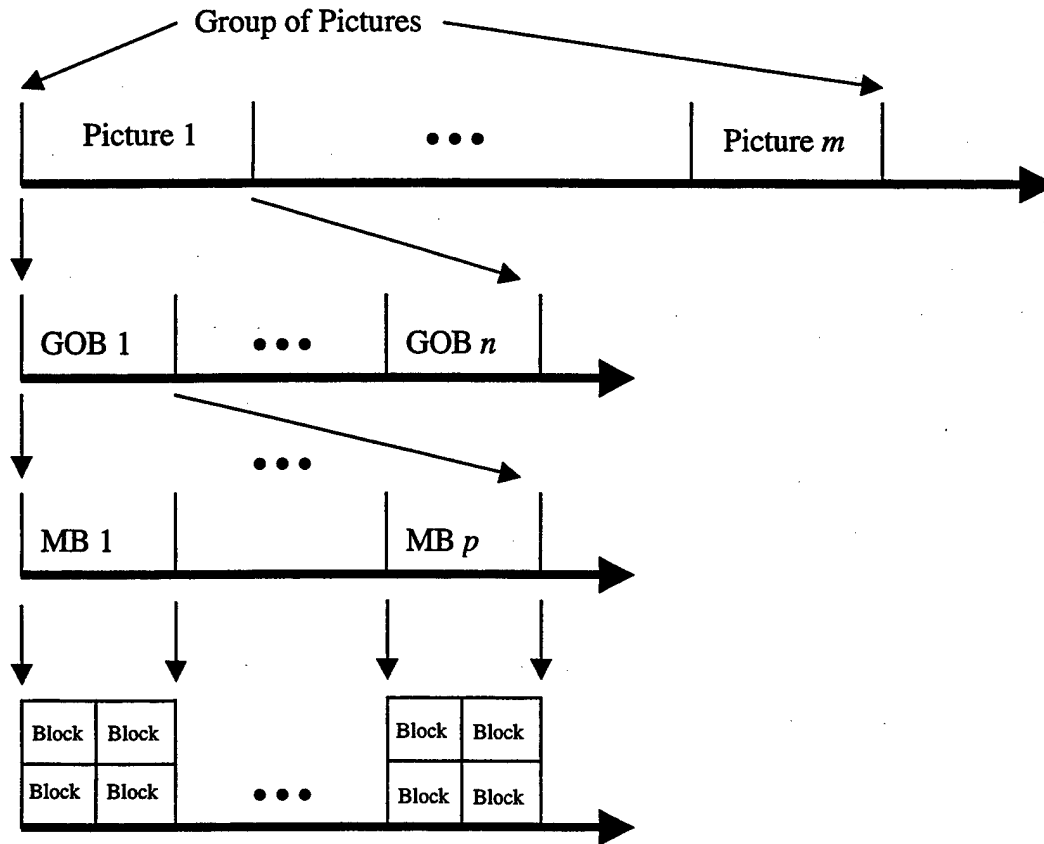 Group of Pictures
Picture 1 ●●● Picture m
GOB 1 ●●● GOB n
●●●
MB 1 MB p
Block Block Block Block
Block Block ●●● Block Block